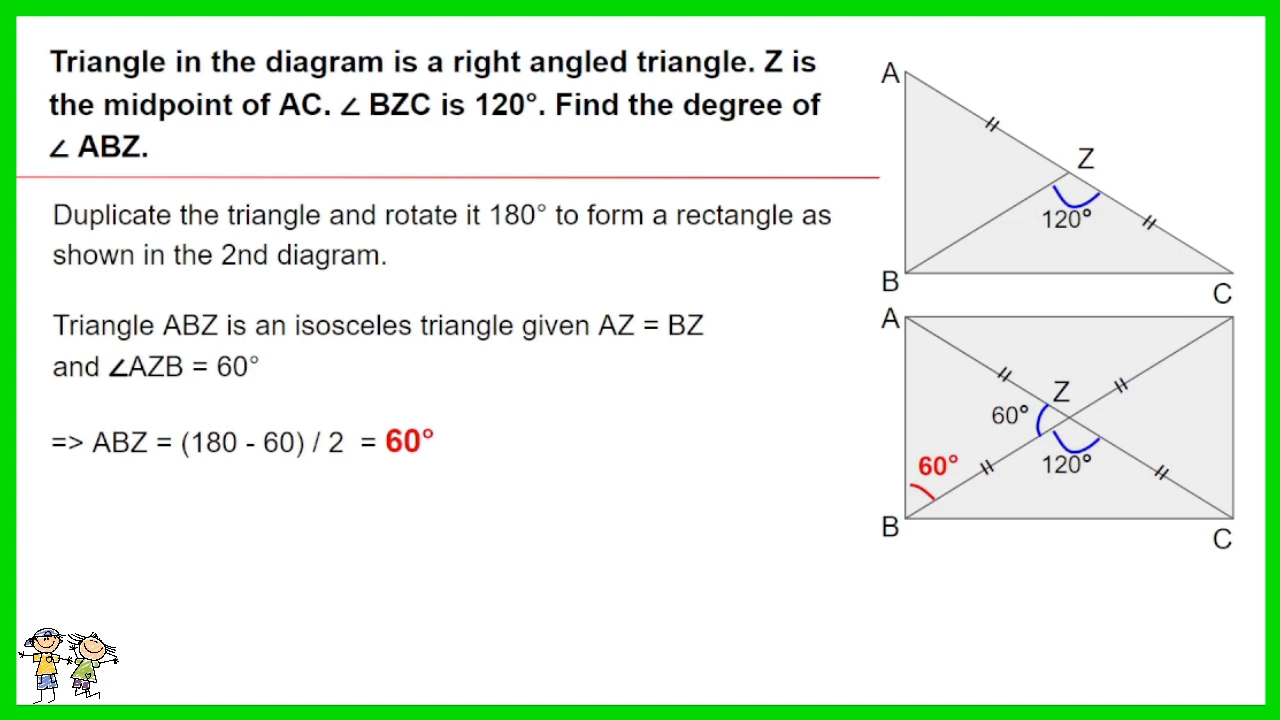 Triangle in the diagram is a right angled triangle. Z is
the midpoint of AC. ∠ BZC is 120°. Find the degree of
∠ ABZ.
Duplicate the triangle and rotate it 180° to form a rectangle as
shown in the 2nd diagram.
Triangle ABZ is an isosceles triangle given AZ = BZ
and ∠AZB = 60°
=> ABZ = (180 - 60) / 2 = 60°
A
Z
120°
B
C
A
Z
60°
120°
60°
B
C